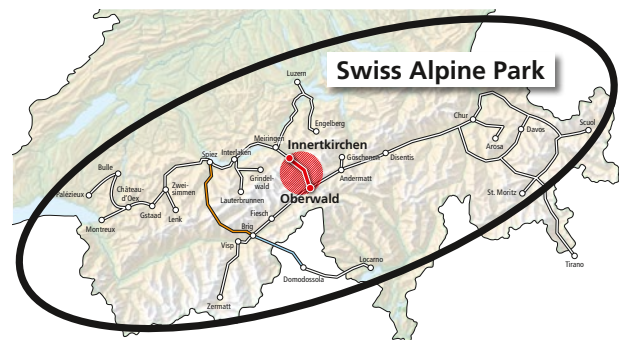 Swiss Alpine Park
Luzern
Engelberg
Meiringen
Innertkirchen
Göschenen
Disentis
Andermatt
Chur
Arosa
Davos
Scuol
St. Moritz
Tirano
Spiez
Interlaken
Grindel-
wald
Lauterbrunnen
Oberwald
Fiesch
Brig
Visp
Zermatt
Domodossola
Locarno
Bulle
Palézieux
Château-
d'Oex
Zwei-
simmen
Gstaad
Lenk
Montreux